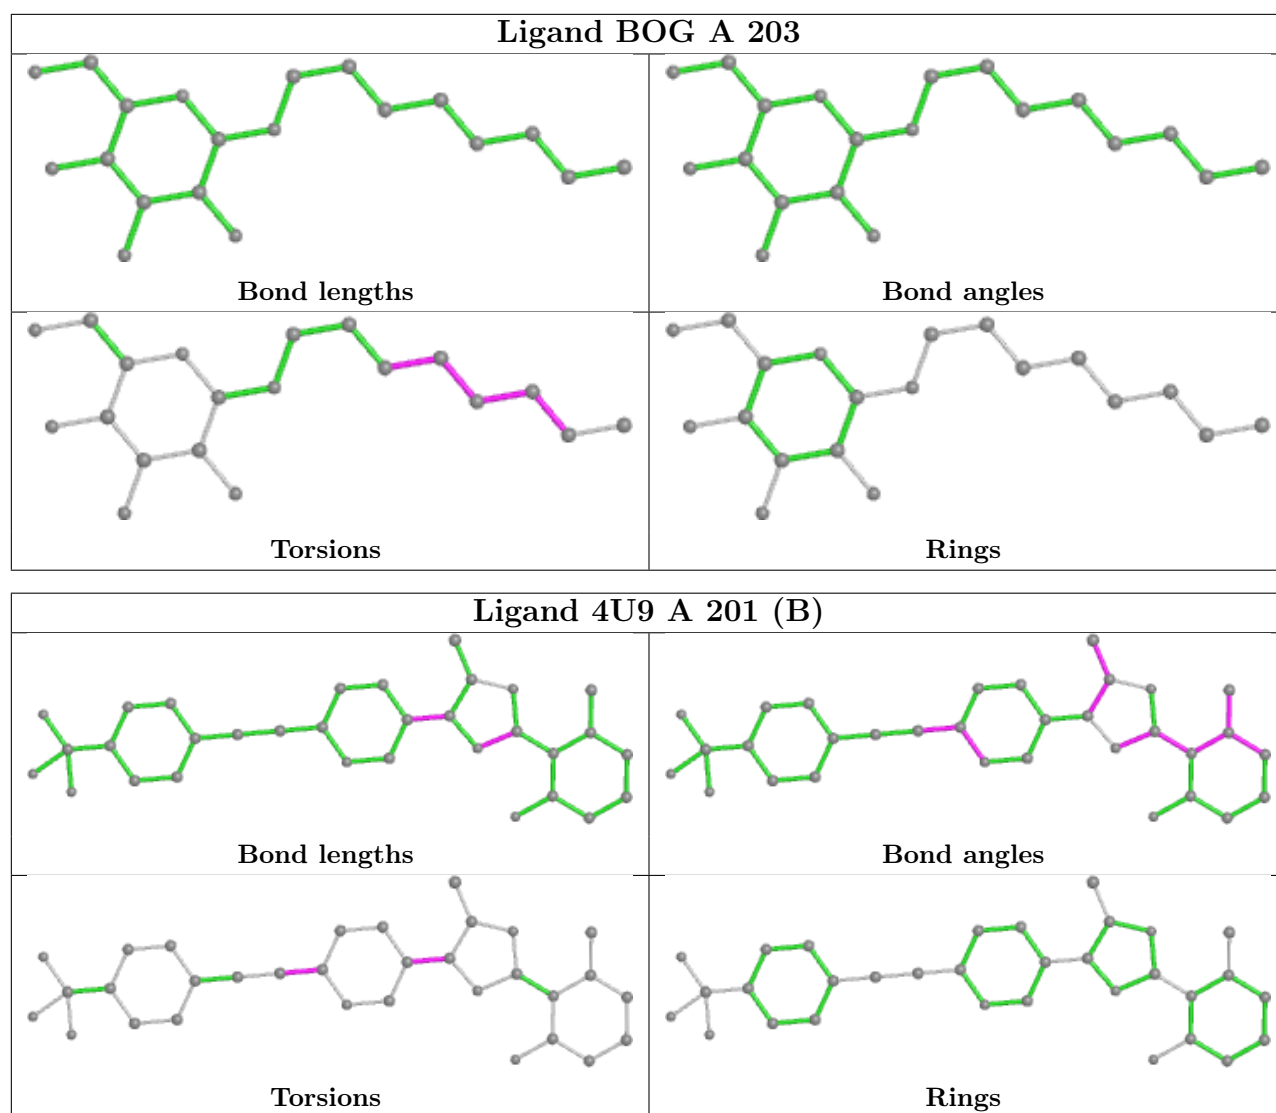 Ligand BOG A 203
Bond lengths
Bond angles
Torsions
Rings
Ligand 4U9 A 201 (B)
Bond lengths
Bond angles
Torsions
Rings